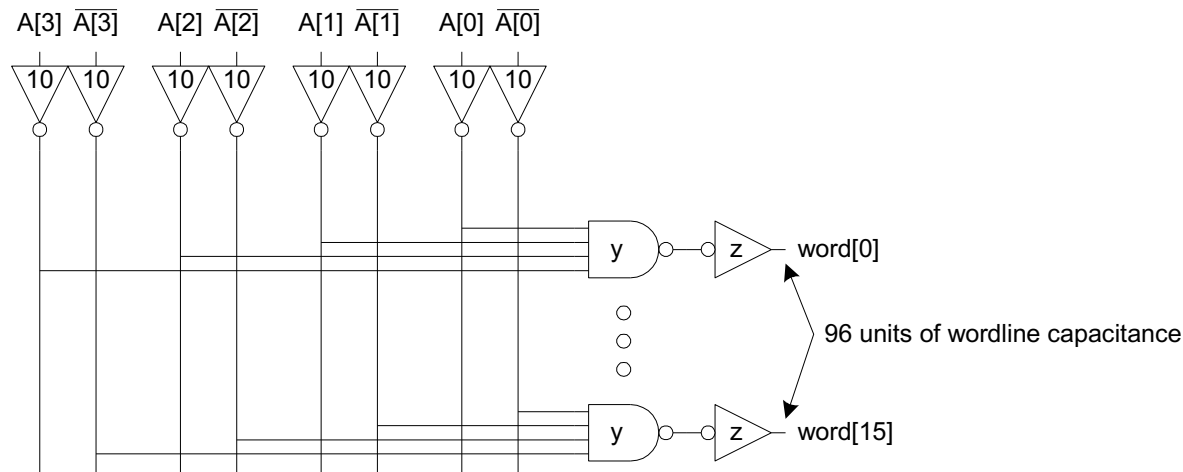 A[3] A̅[̅3̅]̅ A[2] A̅[̅2̅]̅ A[1] A̅[̅1̅]̅ A[0] A̅[̅0̅]̅
10 10 10 10 10 10 10 10
y z word[0]
96 units of wordline capacitance
y z word[15]